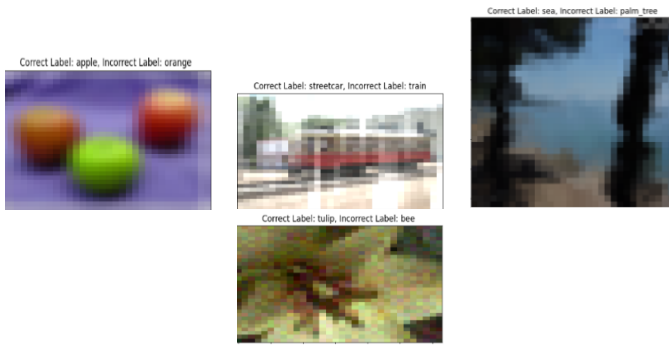 Correct Label: sea, Incorrect Label: palm_tree
Correct Label: apple, Incorrect Label: orange
Correct Label: streetcar, Incorrect Label: train
Correct Label: tulip, Incorrect Label: bee